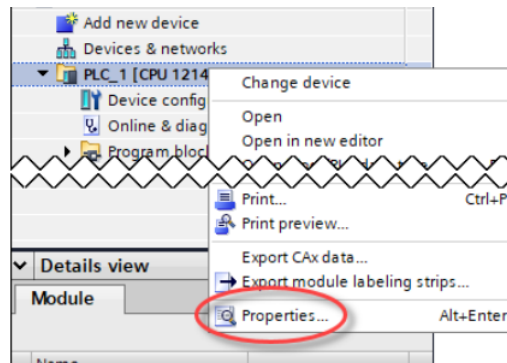 Add new device
Devices & networks
PLC_1 [CPU 1214
Change device
Device config
Open
Online & diag
Open in new editor
Program bloc
Print... Ctrl+P
Print preview...
Export CAx data...
Details view
Export module labeling strips...
Module
Properties... Alt+Enter